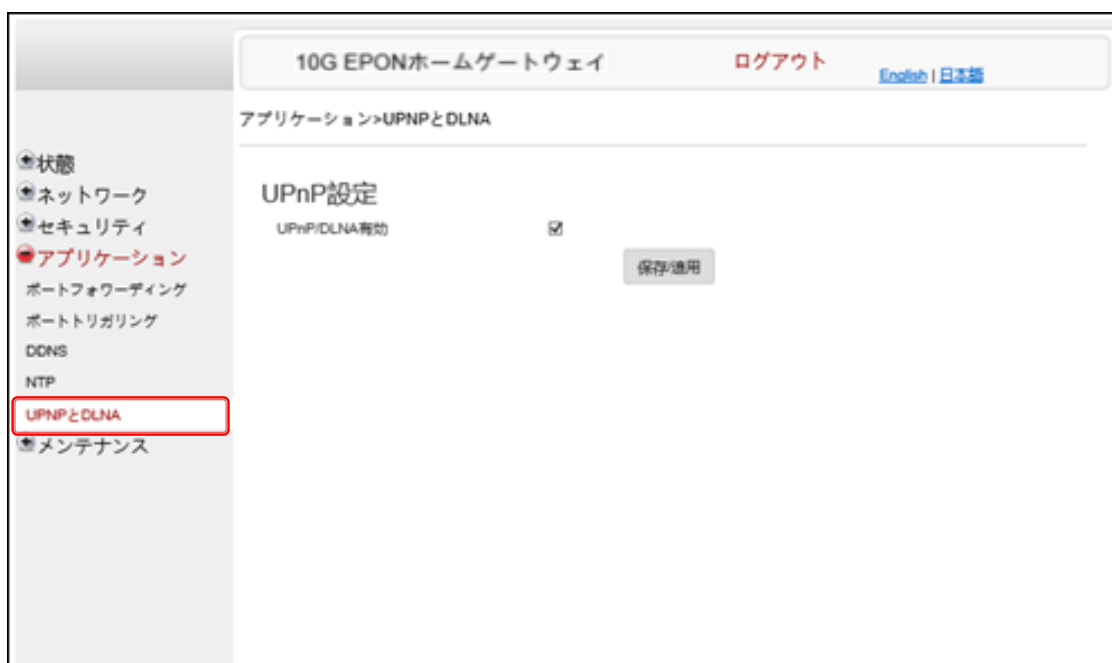 10G EPONホームゲートウェイ
ログアウト
English | 日本語
アプリケーション>UPNPとDLNA
状態
ネットワーク
セキュリティ
アプリケーション
ポートフォワーディング
ポートトリガリング
DDNS
NTP
UPNPとDLNA
メンテナンス
UPnP設定
UPnP/DLNA有効
保存/適用